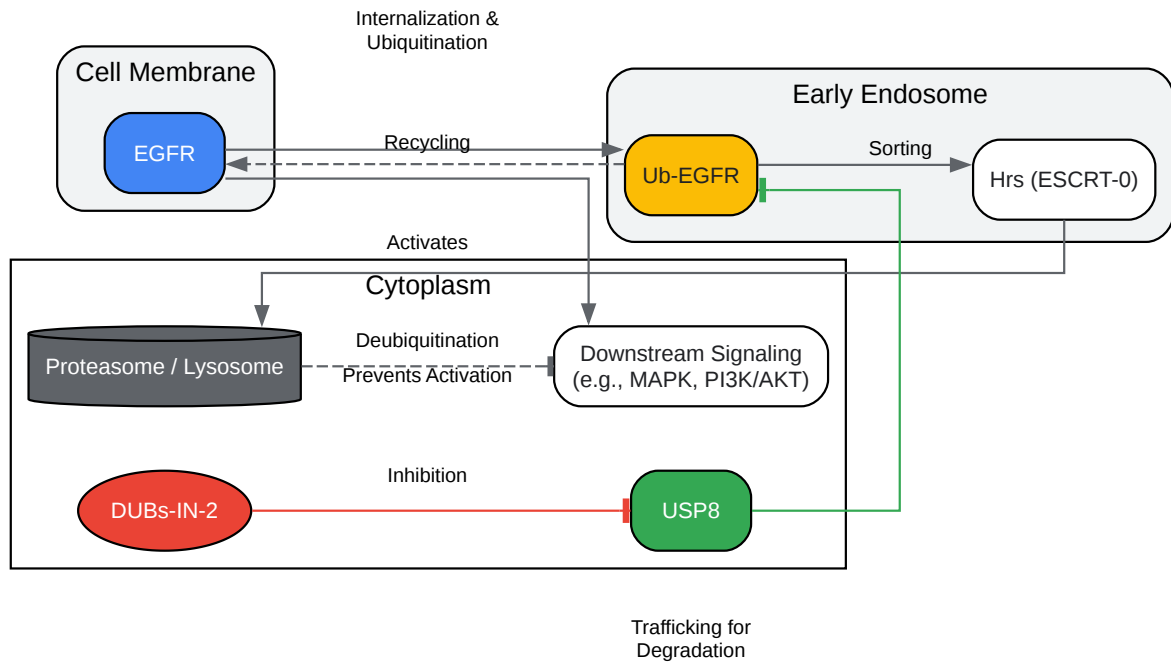 Internalization &
Ubiquitination
Cell Membrane
Early Endosome
EGFR
Recycling
Ub-EGFR
Sorting
Hrs (ESCRT-0)
Activates
Cytoplasm
Proteasome / Lysosome
Deubiquitination
Prevents Activation
Downstream Signaling
(e.g., MAPK, PI3K/AKT)
DUBs-IN-2
Inhibition
USP8
Trafficking for
Degradation